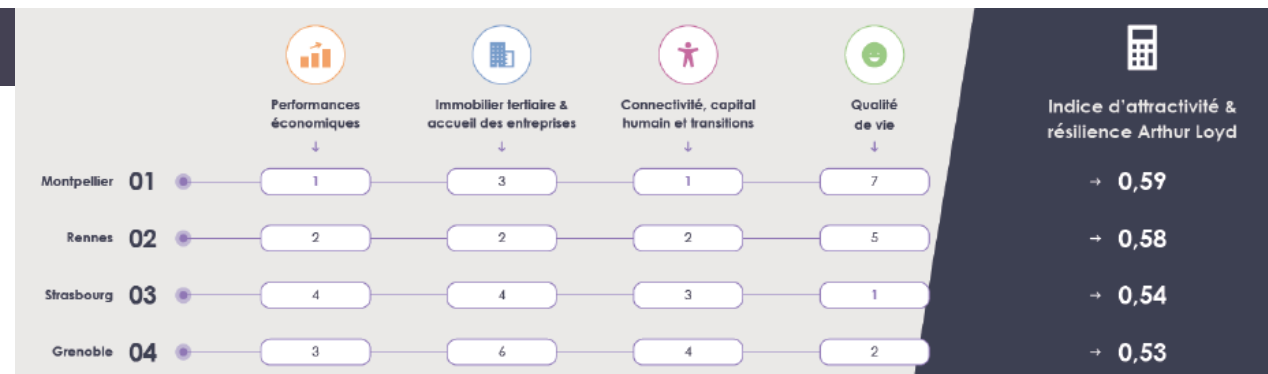 Performances
économiques
Immobilier tertiaire &
accueil des entreprises
Connectivité, capital
humain et transitions
Qualité
de vie
Indice d'attractivité &
résilience Arthur Loyd
↓ ↓ ↓ ↓
Montpellier 01 1 3 1 7 → 0,59
Rennes 02 2 2 2 5 → 0,58
Strasbourg 03 4 4 3 1 → 0,54
Grenoble 04 3 6 4 2 → 0,53